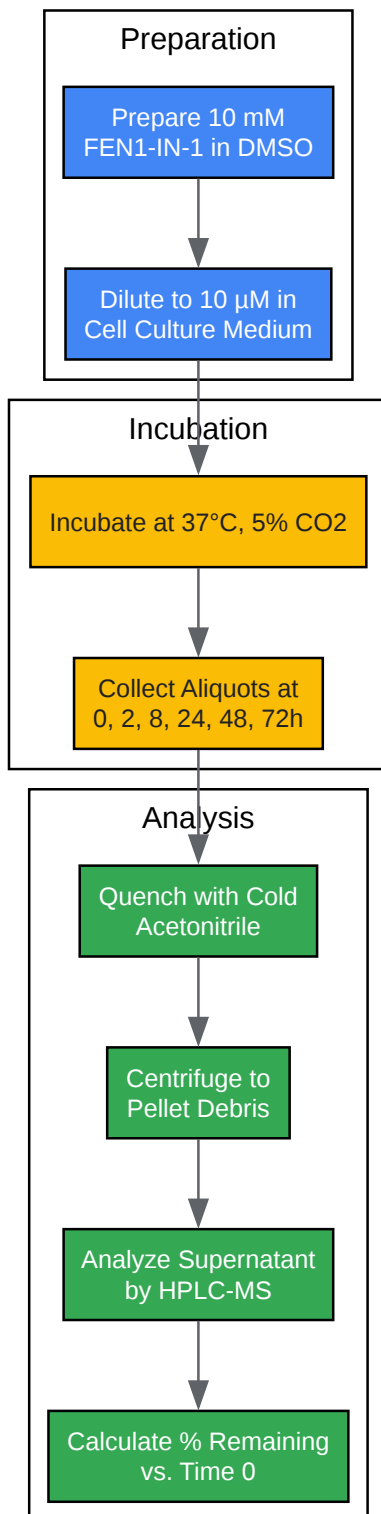 Preparation
Prepare 10 mM
FEN1-IN-1 in DMSO
Dilute to 10 µM in
Cell Culture Medium
Incubation
Incubate at 37°C, 5% CO2
Collect Aliquots at
0, 2, 8, 24, 48, 72h
Analysis
Quench with Cold
Acetonitrile
Centrifuge to
Pellet Debris
Analyze Supernatant
by HPLC-MS
Calculate % Remaining
vs. Time 0